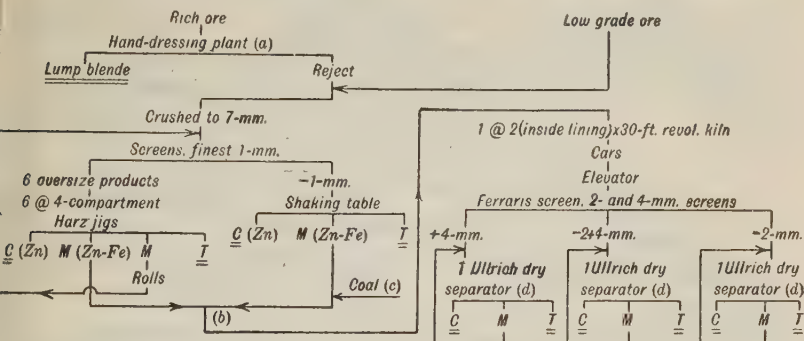 Rich ore
Low grade ore
Hand-dressing plant (a)
Lump blende
Reject
Crushed to 7-mm.
1 @ 2(inside lining)x30-ft. revol. kiln
Screens. finest 1-mm.
Cars
Elevator
6 oversize products
-1-mm.
6 @ 4-compartment
Shaking table
Ferraris screen. 2- and 4-mm. screens
Harz jigs
C (Zn) M (Zn-Fe) M T
C (Zn) M (Zn-Fe) T
+4-mm.
-2+4-mm.
-2-mm.
Rolls
Coal (c)
(b)
1 Ullrich dry
separator (d)
C M T
1 Ullrich dry
separator (d)
C M T
1 Ullrich dry
separator (d)
C M T